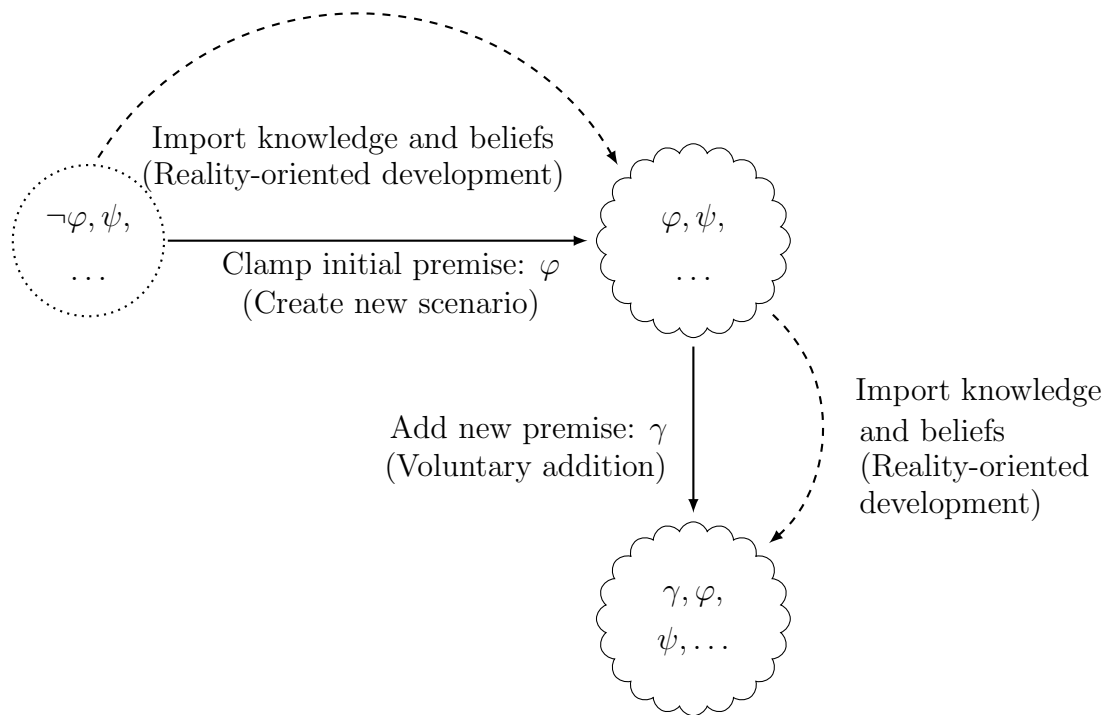 Import knowledge and beliefs
(Reality-oriented development)
¬φ, ψ,
. . .
φ, ψ,
. . .
Clamp initial premise: φ
(Create new scenario)
Add new premise: γ
(Voluntary addition)
Import knowledge
and beliefs
(Reality-oriented
development)
γ, φ,
ψ, . . .